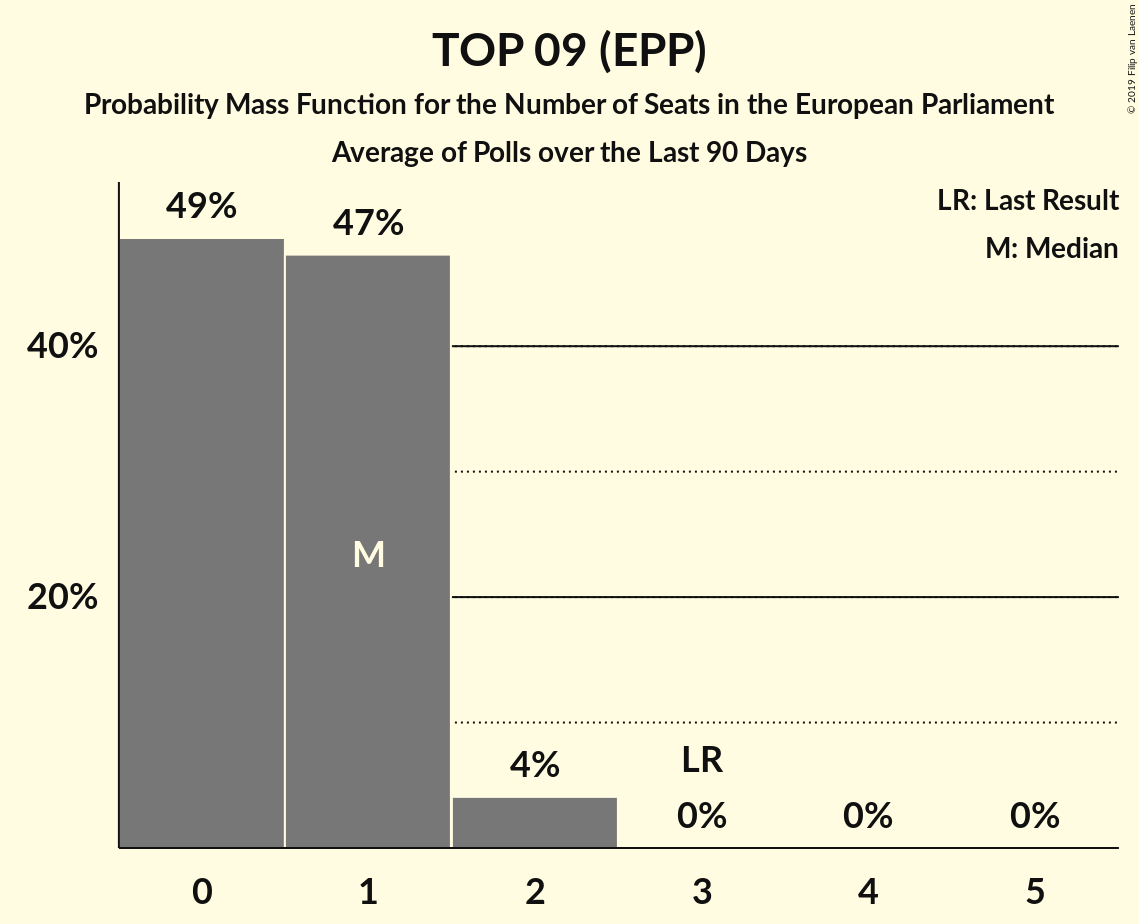 TOP 09 (EPP)
Probability Mass Function for the Number of Seats in the European Parliament
Average of Polls over the Last 90 Days
© 2019 Filip van Laenen
LR: Last Result
M: Median
49%
47%
40%
M
20%
4%
LR
0%
0%
0%
0
1
2
3
4
5